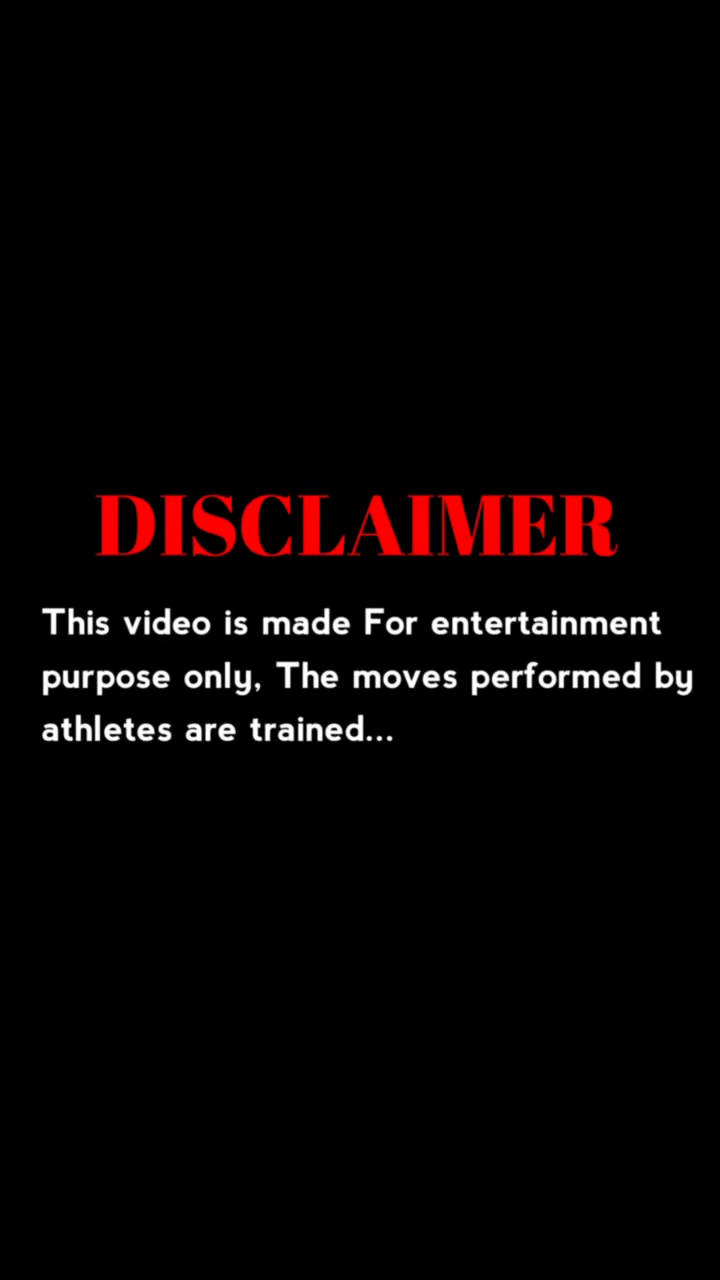 DISCLAIMER
This video is made For entertainment
purpose only, The moves performed by
athletes are trained...